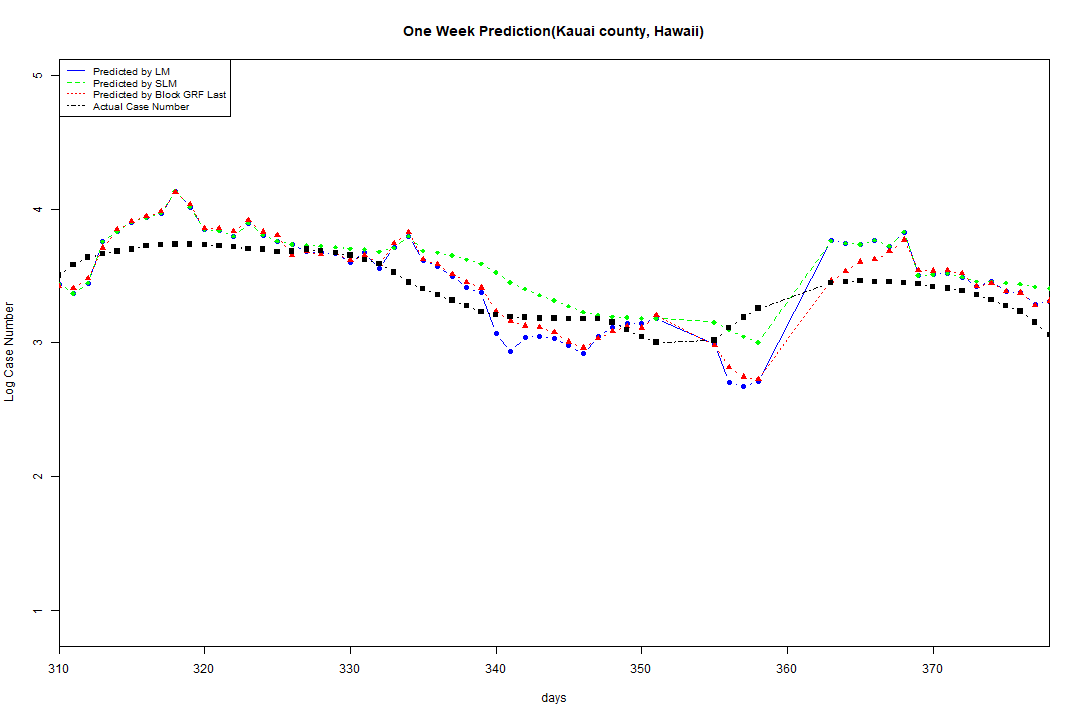 One Week Prediction(Kauai county, Hawaii)
Predicted by LM
Predicted by SLM
Predicted by Block GRF Last
Actual Case Number
5
4
3
2
1
Log Case Number
310 320 330 340 350 360 370
days